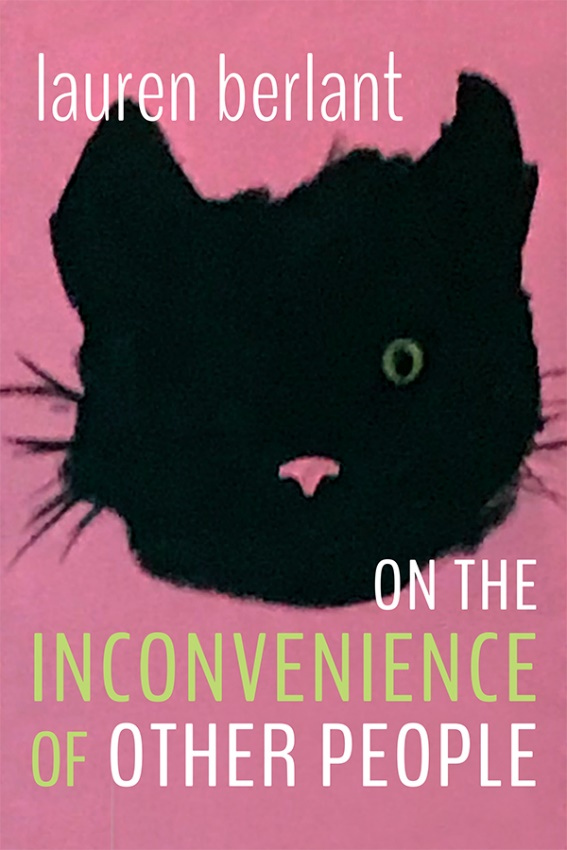 lauren berlant
ON THE
INCONVENIENCE
OF OTHER PEOPLE